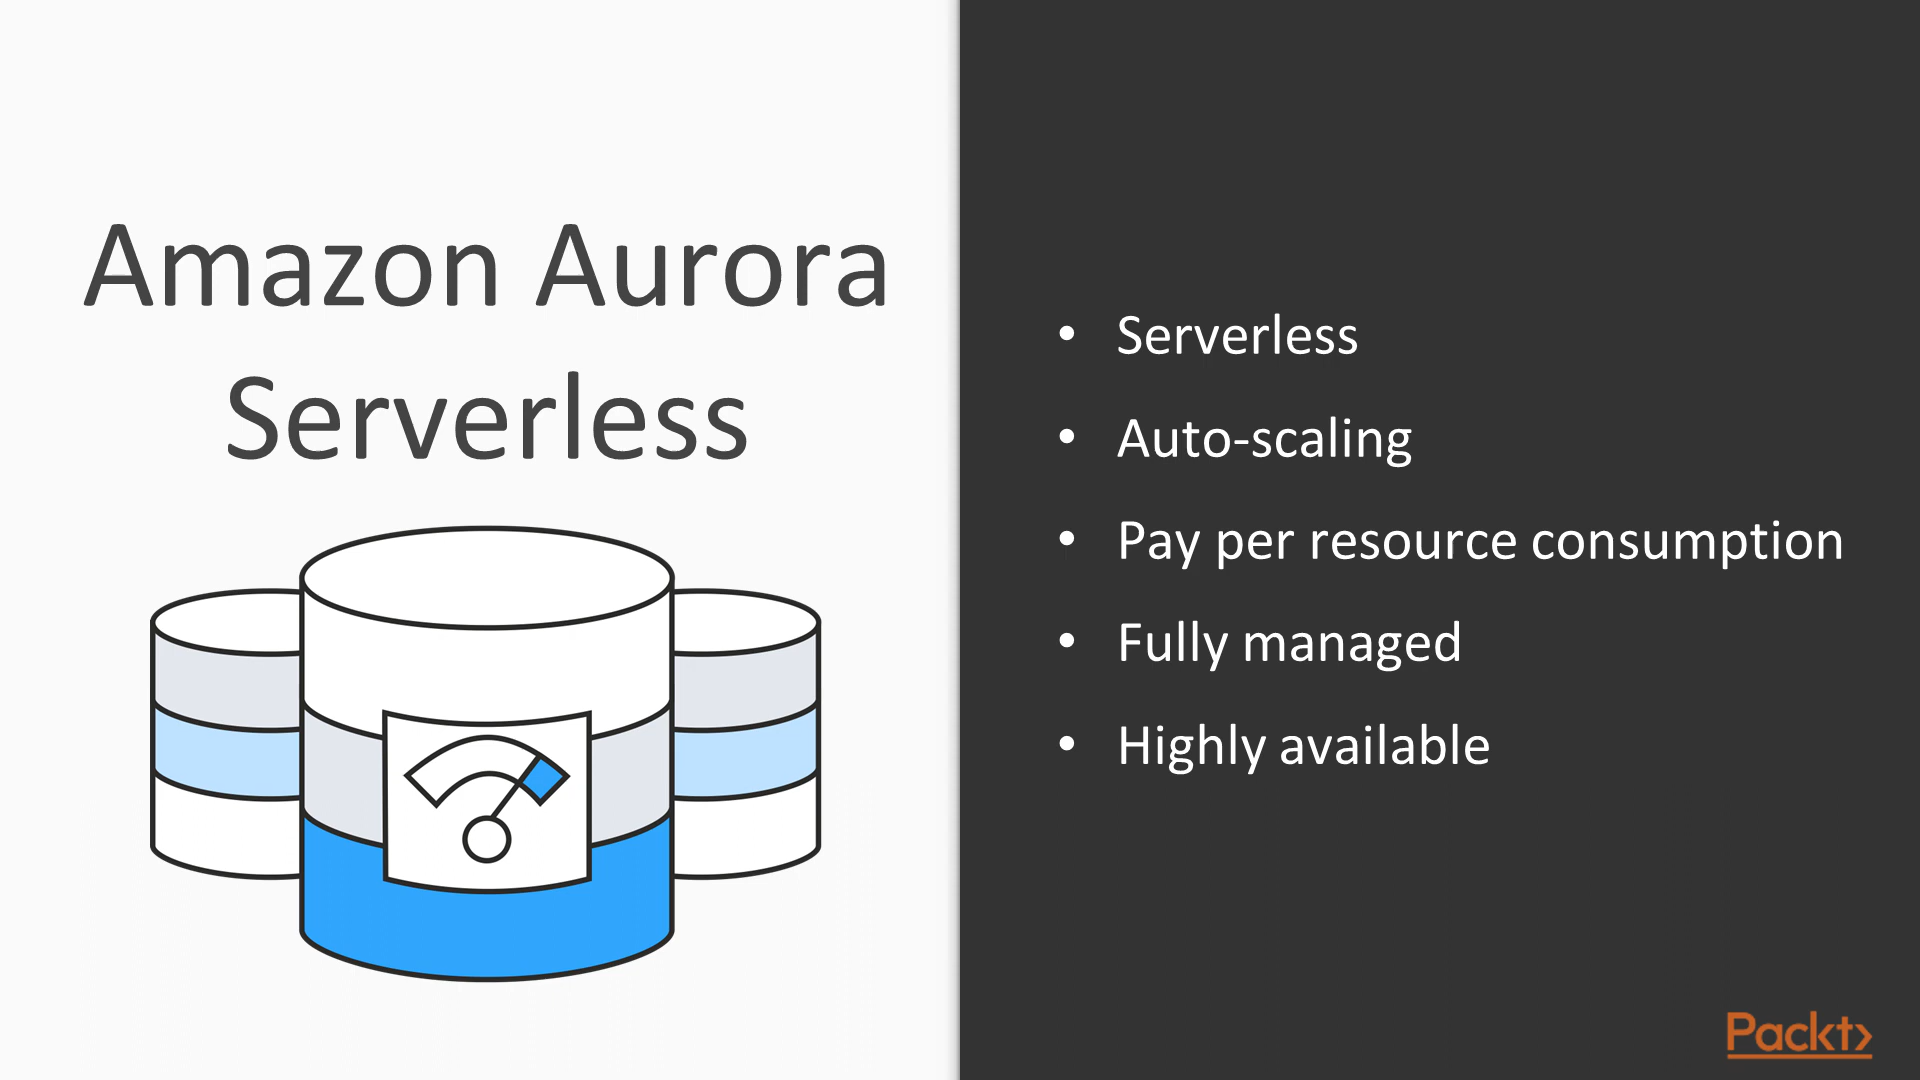 Amazon Aurora
Serverless
• Serverless
• Auto-scaling
• Pay per resource consumption
• Fully managed
• Highly available
Packt>